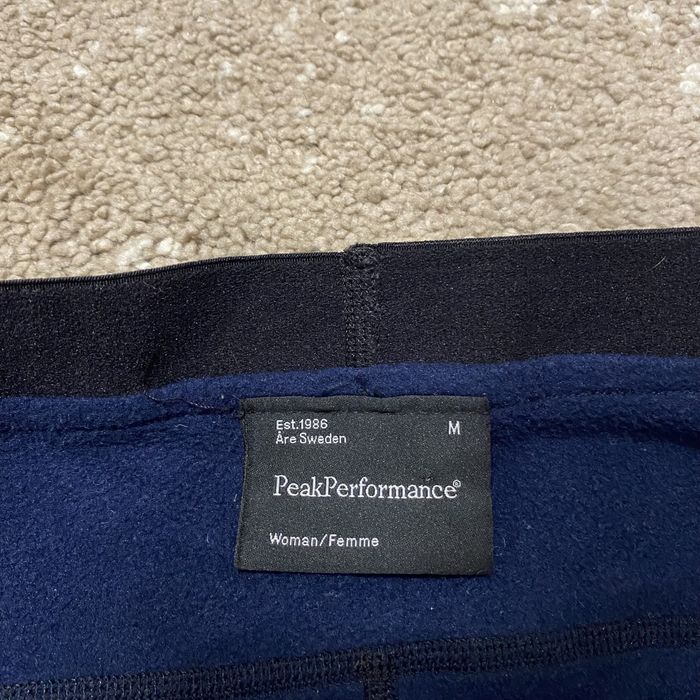 Est.1986 M
Åre Sweden
PeakPerformance®
Woman/Femme